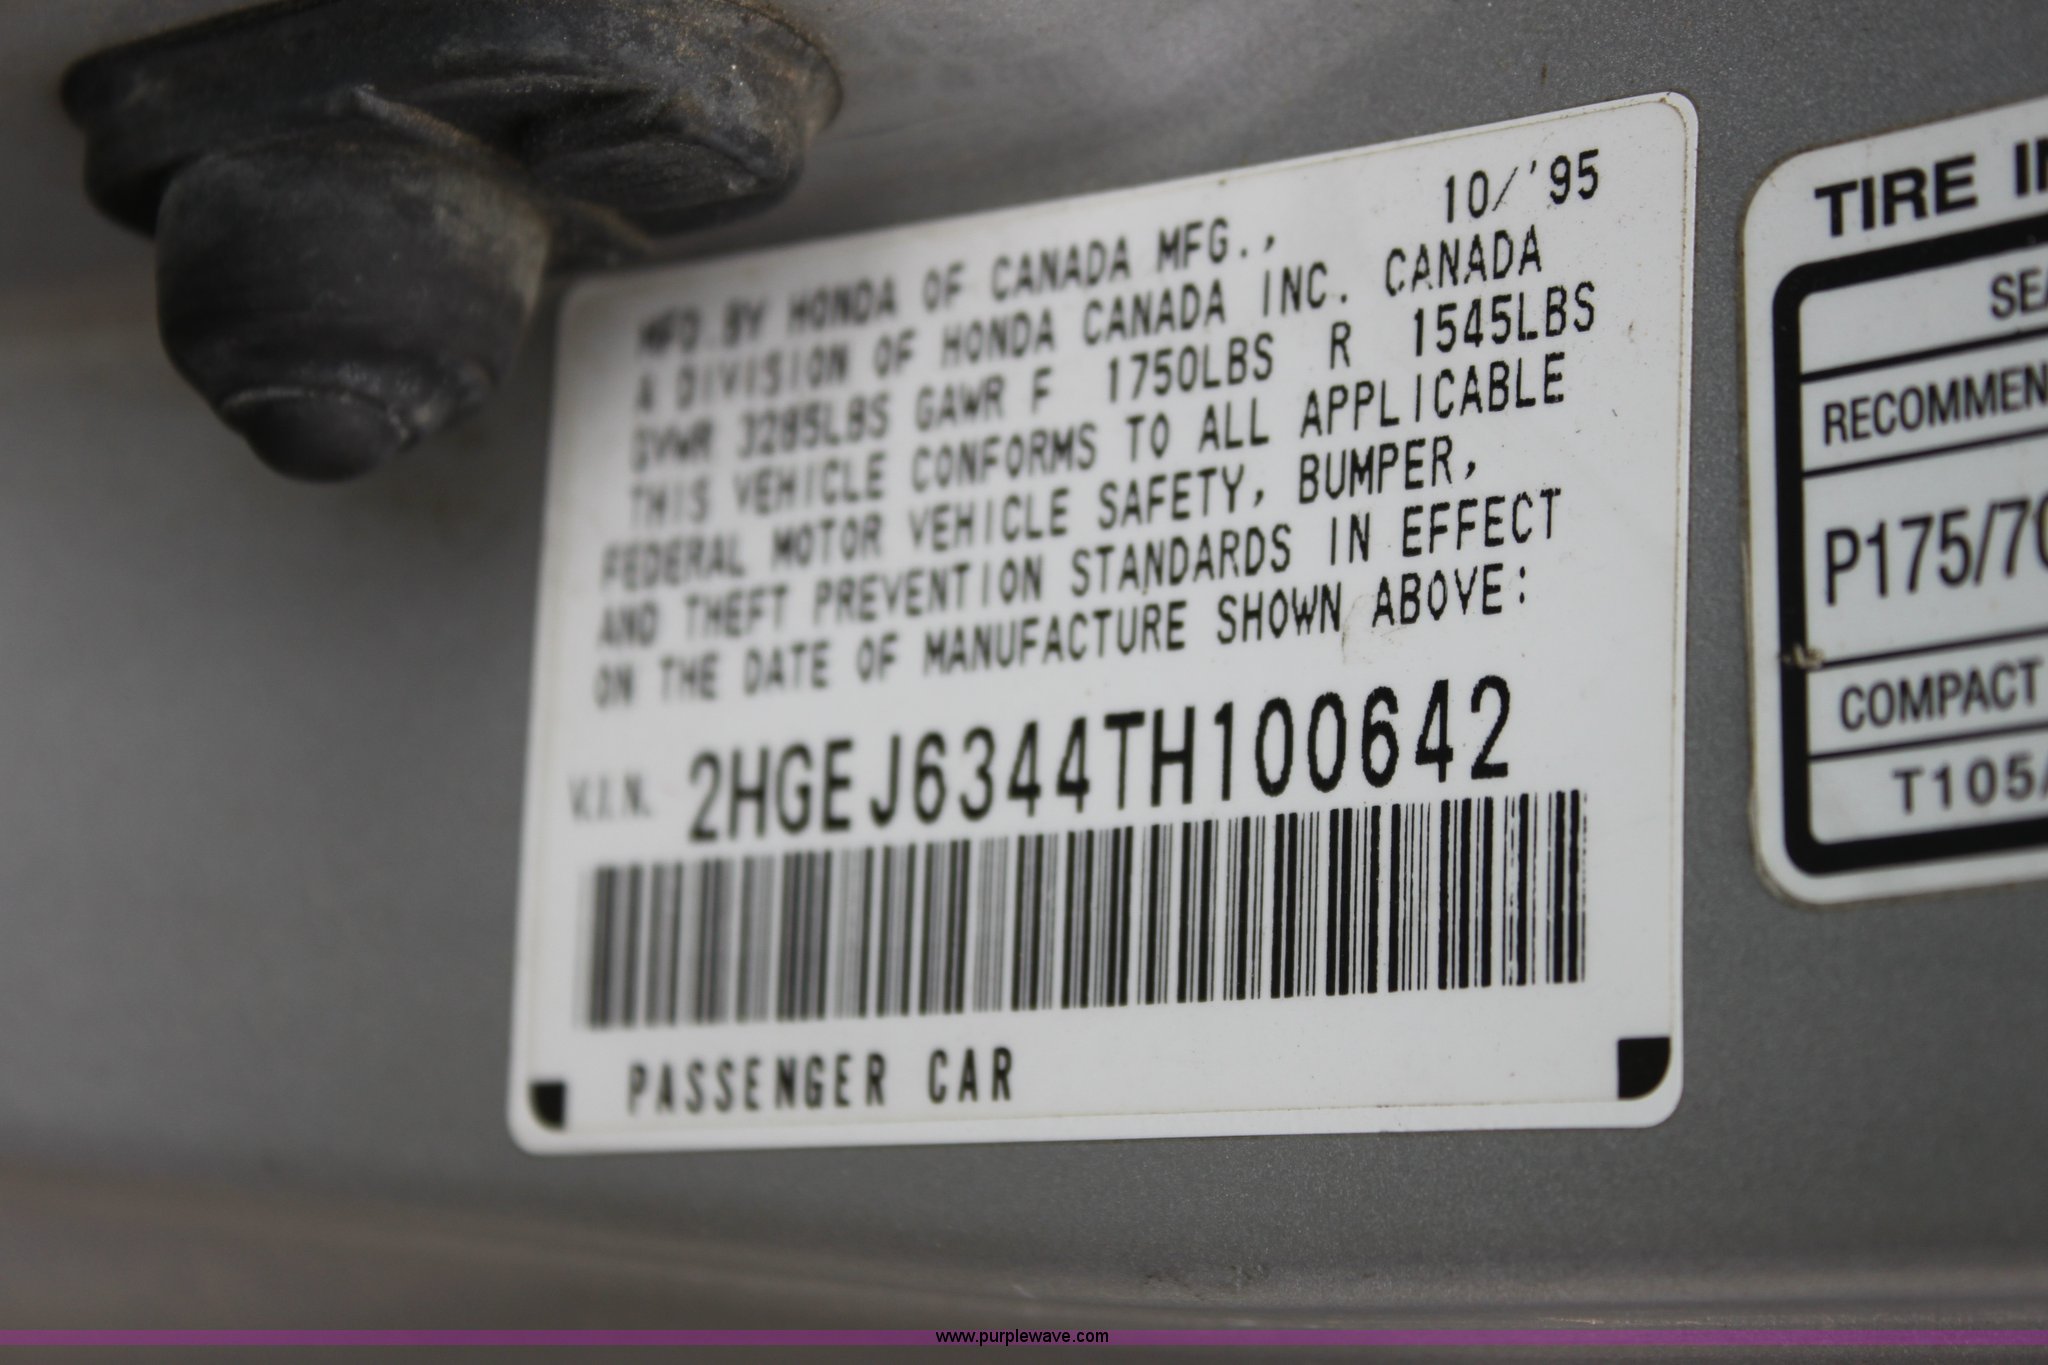 10/'95
MFD.BY HONDA OF CANADA MFG.,
A DIVISION OF HONDA CANADA INC. CANADA
GVWR 3285LBS GAWR F 1750LBS R 1545LBS
THIS VEHICLE CONFORMS TO ALL APPLICABLE
FEDERAL MOTOR VEHICLE SAFETY, BUMPER,
AND THEFT PREVENTION STANDARDS IN EFFECT
ON THE DATE OF MANUFACTURE SHOWN ABOVE:
V.I.N. 2HGEJ6344TH100642
PASSENGER CAR
TIRE IN
SEA
RECOMMEN
P175/70
COMPACT
T105/
www.purplewave.com